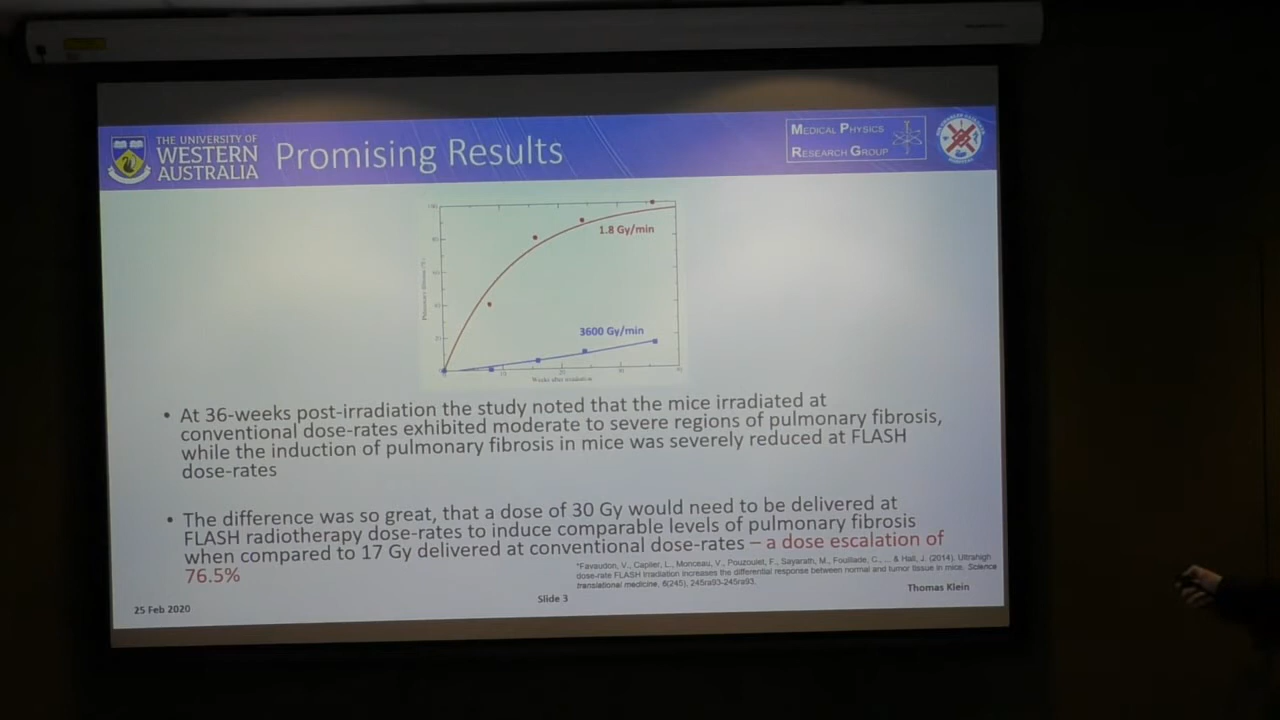 THE UNIVERSITY OF
WESTERN
AUSTRALIA
Promising Results
MEDICAL PHYSICS
RESEARCH GROUP
100
1.8 Gy/min
3600 Gy/min
Pulmonary fibrosis (%)
Weeks after irradiation
• At 36-weeks post-irradiation the study noted that the mice irradiated at
conventional dose-rates exhibited moderate to severe regions of pulmonary fibrosis,
while the induction of pulmonary fibrosis in mice was severely reduced at FLASH
dose-rates
• The difference was so great, that a dose of 30 Gy would need to be delivered at
FLASH radiotherapy dose-rates to induce comparable levels of pulmonary fibrosis
when compared to 17 Gy delivered at conventional dose-rates – a dose escalation of
76.5%
*Favaudon, V., Caplier, L., Monceau, V., Pouzoulet, F., Sayarath, M., Fouillade, C., ... & Hall, J. (2014). Ultrahigh
dose-rate FLASH irradiation increases the differential response between normal and tumor tissue in mice. Science
translational medicine, 6(245), 245ra93-245ra93.
25 Feb 2020
Slide 3
Thomas Klein